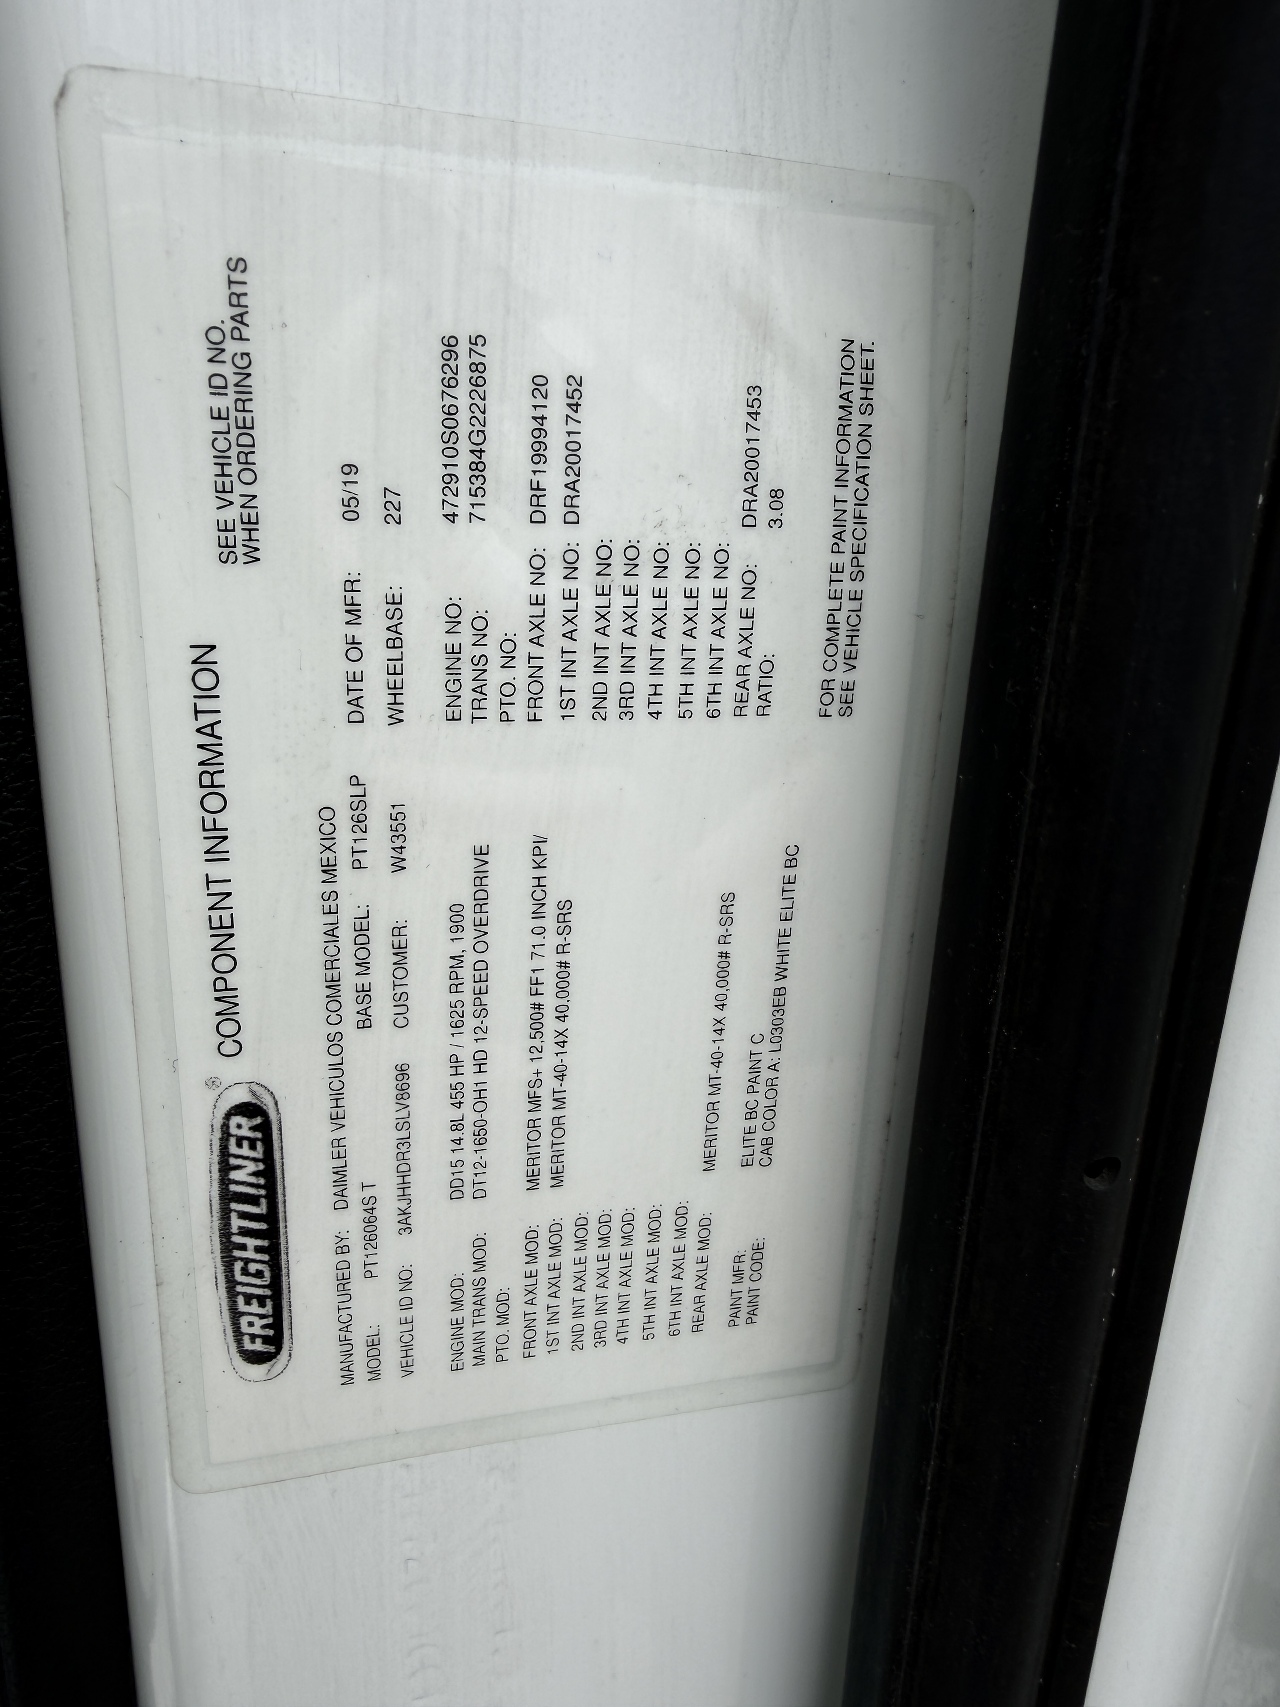 FREIGHTLINER® COMPONENT INFORMATION
SEE VEHICLE ID NO.
WHEN ORDERING PARTS
MANUFACTURED BY: DAIMLER VEHICULOS COMERCIALES MEXICO
MODEL: PT126064S T BASE MODEL: PT126SLP DATE OF MFR: 05/19
VEHICLE ID NO: 3AKJHHDR3LSLV8696 CUSTOMER: W43551 WHEELBASE: 227
ENGINE MOD: DD15 14.8L 455 HP / 1625 RPM, 1900 ENGINE NO: 472910S0676296
MAIN TRANS MOD: DT12-1650-OH1 HD 12-SPEED OVERDRIVE TRANS NO: 715384G2226875
PTO. MOD: PTO. NO:
FRONT AXLE MOD: MERITOR MFS+ 12,500# FF1 71.0 INCH KPI/ FRONT AXLE NO: DRF19994120
1ST INT AXLE MOD: MERITOR MT-40-14X 40,000# R-SRS 1ST INT AXLE NO: DRA20017452
2ND INT AXLE MOD: 2ND INT AXLE NO:
3RD INT AXLE MOD: 3RD INT AXLE NO:
4TH INT AXLE MOD: 4TH INT AXLE NO:
5TH INT AXLE MOD: 5TH INT AXLE NO:
6TH INT AXLE MOD: 6TH INT AXLE NO:
REAR AXLE MOD: MERITOR MT-40-14X 40,000# R-SRS REAR AXLE NO: DRA20017453
RATIO: 3.08
PAINT MFR: ELITE BC PAINT C
PAINT CODE: CAB COLOR A: L0303EB WHITE ELITE BC
FOR COMPLETE PAINT INFORMATION
SEE VEHICLE SPECIFICATION SHEET.